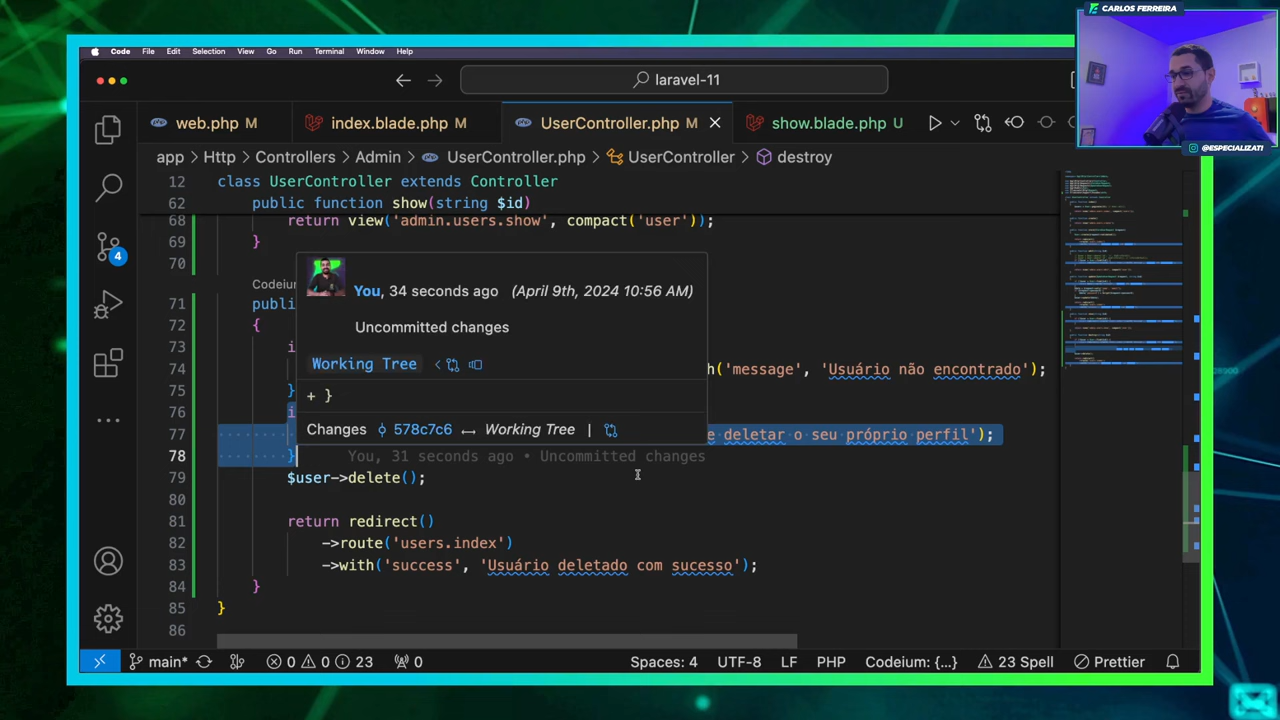 CARLOS FERREIRA
Code File Edit Selection View Go Run Terminal Window Help
laravel-11
web.php M index.blade.php M UserController.php M show.blade.php U
app > Http > Controllers > Admin > UserController.php > UserController > destroy
@ESPECIALIZATI
12 class UserController extends Controller
62 public function show(string $id)
68 return view('admin.users.show', compact('user'));
69 }
70
Codeium
You, 34 seconds ago (April 9th, 2024 10:56 AM)
71 public
72 {
Uncommitted changes
73 i
Working Tree
74 'message', 'Usuário não encontrado');
75 }
+ }
76 i
Changes 578c7c6 Working Tree |
77 e deletar o seu próprio perfil');
78 } You, 31 seconds ago • Uncommitted changes
79 $user->delete();
80
81 return redirect()
82 ->route('users.index')
83 ->with('success', 'Usuário deletado com sucesso');
84 }
85 }
86
4
main* 0 0 23 0 Spaces: 4 UTF-8 LF PHP Codeium: {...} 23 Spell Prettier